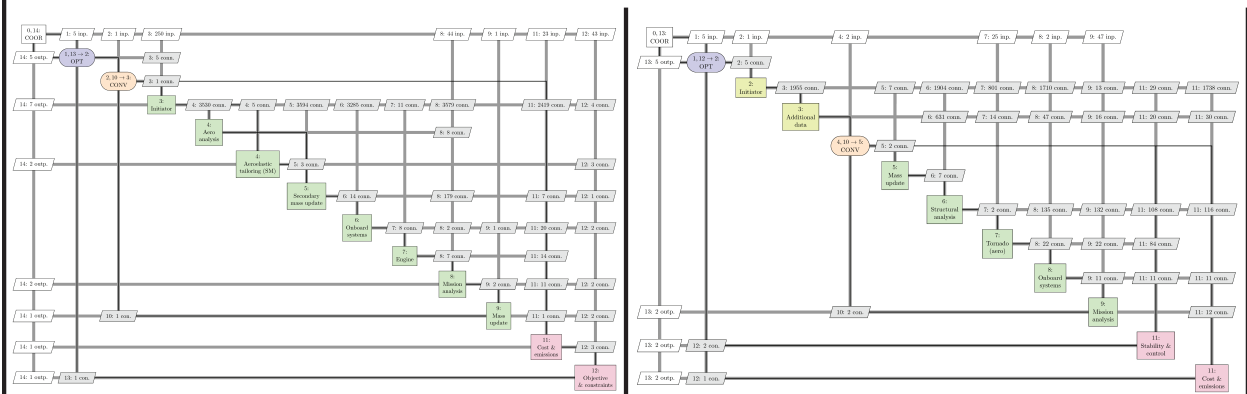 0, 14:
COOR
1: 5 inp.
2: 1 inp.
3: 250 inp.
8: 44 inp.
9: 1 inp.
11: 23 inp.
12: 43 inp.
14: 5 outp.
1, 13 → 2:
OPT
3: 5 conn.
2, 10 → 3:
CONV
3: 1 conn.
14: 7 outp.
3:
Initiator
4: 3530 conn.
4: 5 conn.
5: 3594 conn.
6: 3285 conn.
7: 11 conn.
8: 3579 conn.
11: 2419 conn.
12: 4 conn.
4:
Aero
analysis
8: 8 conn.
14: 2 outp.
4:
Aeroelastic
tailoring (SM)
5: 3 conn.
12: 3 conn.
5:
Secondary
mass update
6: 14 conn.
8: 179 conn.
11: 7 conn.
12: 1 conn.
6:
Onboard
systems
7: 8 conn.
8: 2 conn.
9: 1 conn.
11: 20 conn.
12: 2 conn.
7:
Engine
8: 7 conn.
11: 14 conn.
14: 2 outp.
8:
Mission
analysis
9: 2 conn.
11: 11 conn.
12: 2 conn.
14: 1 outp.
10: 1 con.
9:
Mass
update
11: 1 conn.
12: 2 conn.
14: 1 outp.
11:
Cost &
emissions
12: 3 conn.
14: 1 outp.
13: 1 con.
12:
Objective
& constraints
0, 13:
COOR
1: 5 inp.
2: 1 inp.
4: 2 inp.
7: 25 inp.
8: 2 inp.
9: 47 inp.
13: 5 outp.
1, 12 → 2:
OPT
2: 5 conn.
2:
Initiator
3: 1955 conn.
5: 7 conn.
6: 1904 conn.
7: 801 conn.
8: 1710 conn.
9: 13 conn.
11: 29 conn.
11: 1738 conn.
3:
Additional
data
6: 631 conn.
7: 14 conn.
8: 47 conn.
9: 16 conn.
11: 20 conn.
11: 30 conn.
4, 10 → 5:
CONV
5: 2 conn.
5:
Mass
update
6: 7 conn.
6:
Structural
analysis
7: 2 conn.
8: 135 conn.
9: 132 conn.
11: 108 conn.
11: 116 conn.
7:
Tornado
(aero)
8: 22 conn.
9: 22 conn.
11: 84 conn.
8:
Onboard
systems
9: 11 conn.
11: 11 conn.
11: 11 conn.
13: 2 outp.
10: 2 con.
9:
Mission
analysis
11: 12 conn.
13: 2 outp.
12: 2 con.
11:
Stability &
control
13: 2 outp.
12: 1 con.
11:
Cost &
emissions